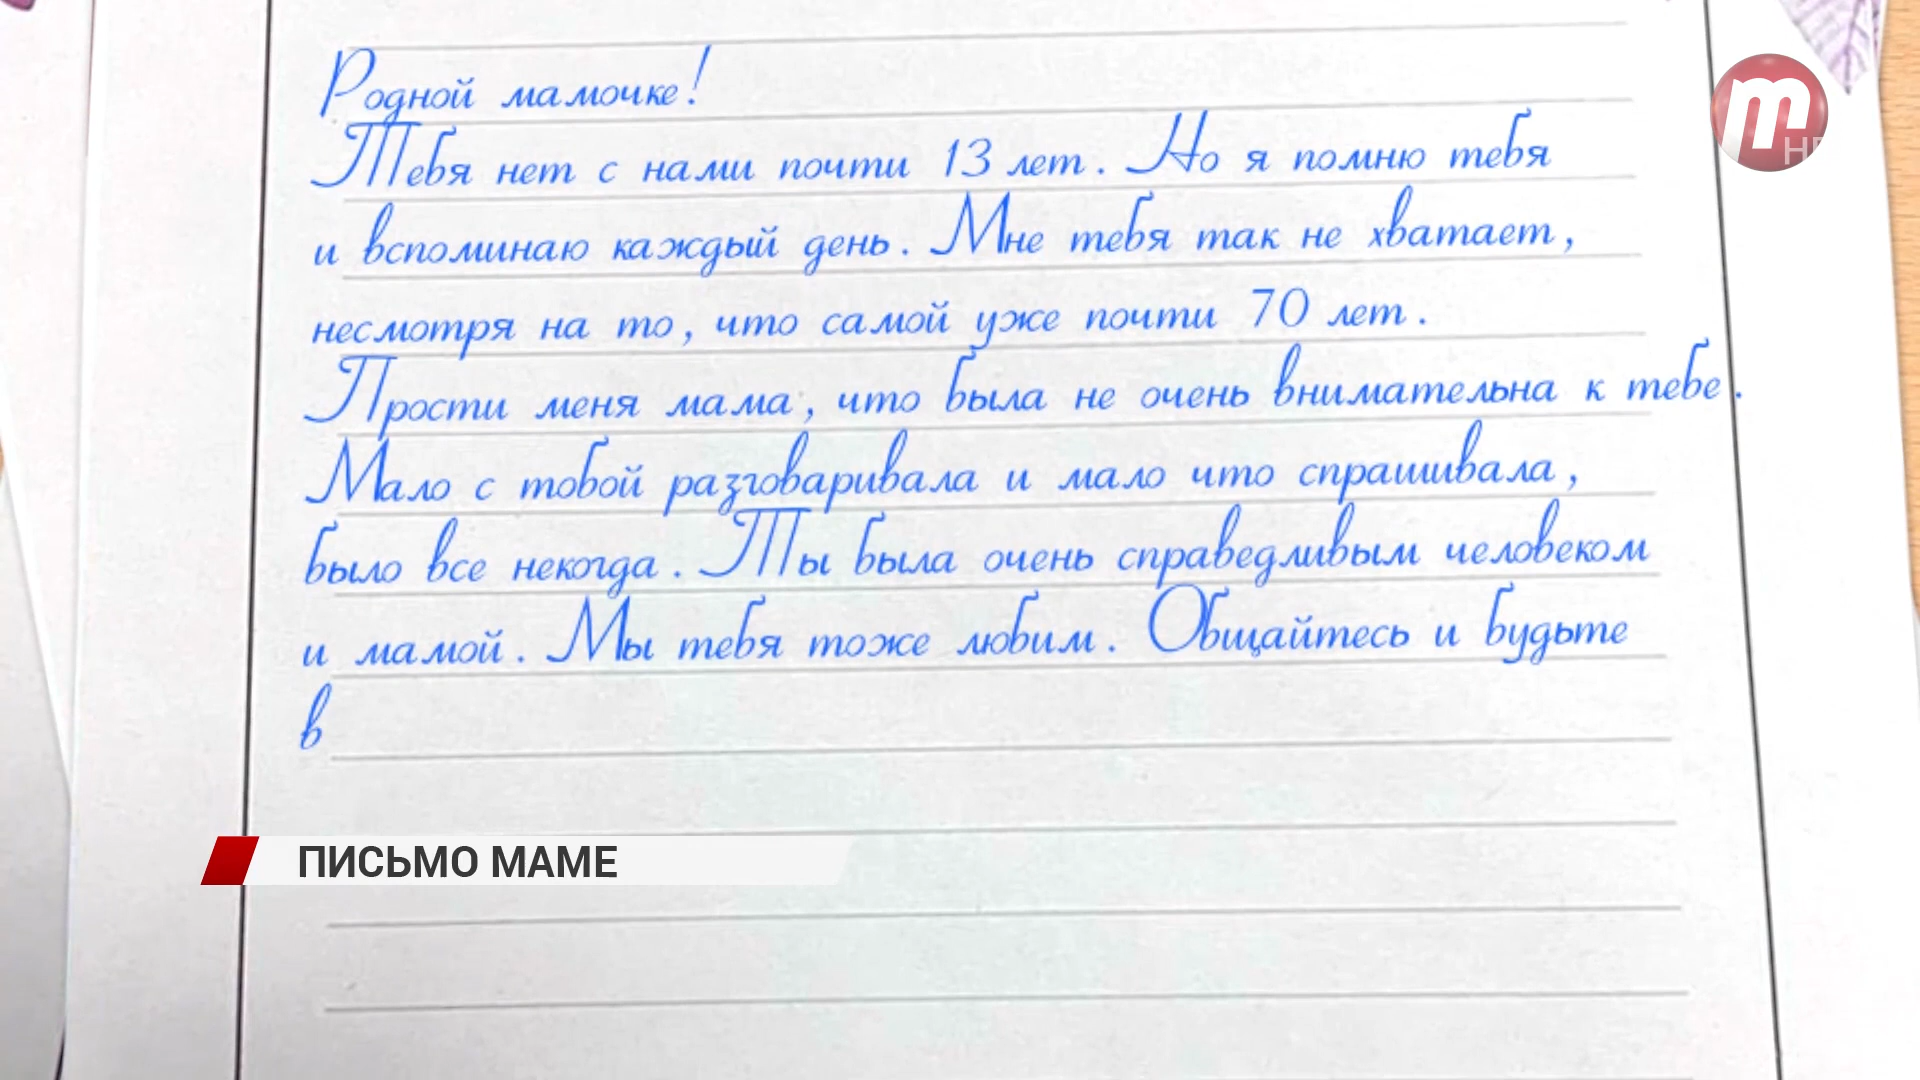 Родной мамочке!
Тебя нет с нами почти 13 лет. Но я помню тебя
и вспоминаю каждый день. Мне тебя так не хватает,
несмотря на то, что самой уже почти 70 лет.
Прости меня мама, что была не очень внимательна к тебе.
Мало с тобой разговаривала и мало что спрашивала,
было все некогда. Ты была очень справедливым человеком
и мамой. Мы тебя тоже любим. Общайтесь и будьте
в
ПИСЬМО МАМЕ